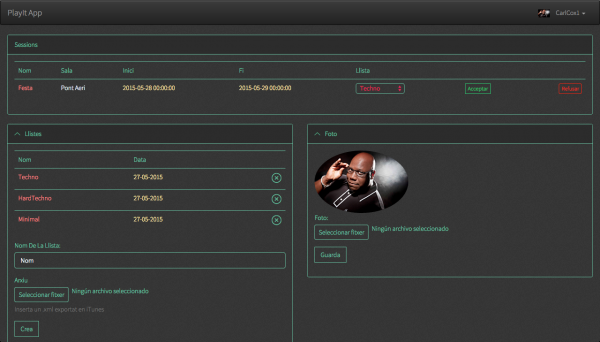 Playit App
CarlCox1
Sessions
Nom Sala Inici Fi Llista
Festa Pont Aeri 2015-05-28 00:00:00 2015-05-29 00:00:00 Techno Acceptar Refusar
Llistes
Nom Data
Techno 27-05-2015
HardTechno 27-05-2015
Minimal 27-05-2015
Nom De La Llista:
Nom
Arxiu
Seleccionar fitxer Ningún archivo seleccionado
Inserta un .xml exportat en iTunes
Crea
Foto
Foto:
Seleccionar fitxer Ningún archivo seleccionado
Guarda